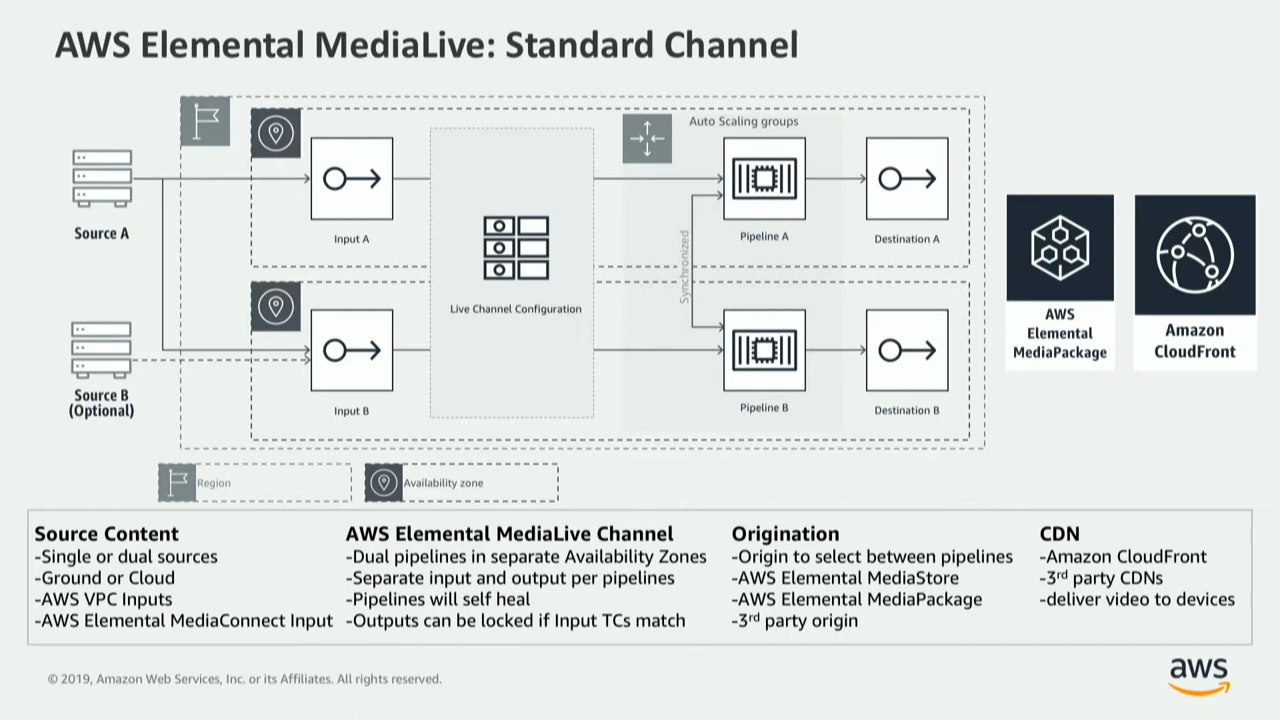 AWS Elemental MediaLive: Standard Channel
Auto Scaling groups
Source A
Input A
Pipeline A
Destination A
Synchronized
Live Channel Configuration
AWS
Elemental
MediaPackage
Amazon
CloudFront
Source B
(Optional)
Input B
Pipeline B
Destination B
Region
Availability zone
Source Content
-Single or dual sources
-Ground or Cloud
-AWS VPC Inputs
-AWS Elemental MediaConnect Input
AWS Elemental MediaLive Channel
-Dual pipelines in separate Availability Zones
-Separate input and output per pipelines
-Pipelines will self heal
-Outputs can be locked if Input TCs match
Origination
-Origin to select between pipelines
-AWS Elemental MediaStore
-AWS Elemental MediaPackage
-3rd party origin
CDN
-Amazon CloudFront
-3rd party CDNs
-deliver video to devices
© 2019, Amazon Web Services, Inc. or its Affiliates. All rights reserved.
aws